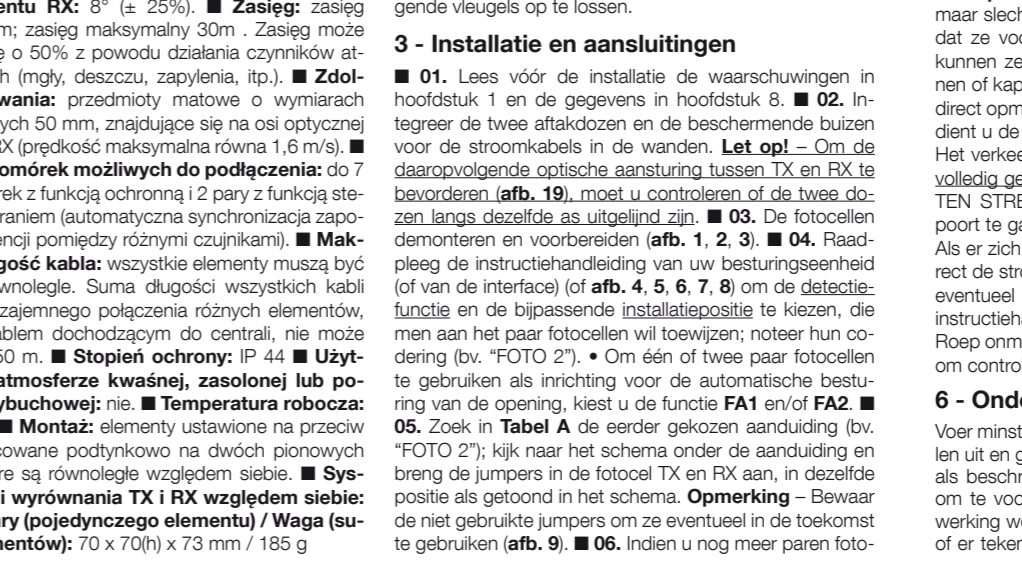 entu RX: 8° (± 25%). ■ Zasięg: zasięg
m; zasięg maksymalny 30m . Zasięg może
ę o 50% z powodu działania czynników at-
h (mgły, deszczu, zapylenia, itp.). ■ Zdol-
wania: przedmioty matowe o wymiarach
ych 50 mm, znajdujące się na osi optycznej
RX (prędkość maksymalna równa 1,6 m/s). ■
omórek możliwych do podłączenia: do 7
rek z funkcją ochronną i 2 pary z funkcją ste-
raniem (automatyczna synchronizacja zapo-
encji pomiędzy różnymi czujnikami). ■ Mak-
gość kabla: wszystkie elementy muszą być
wnolegle. Suma długości wszystkich kabli
zajemnego połączenia różnych elementów,
ablem dochodzącym do centrali, nie może
50 m. ■ Stopień ochrony: IP 44 ■ Użyt-
atmosferze kwaśnej, zasolonej lub po-
ybuchowej: nie. ■ Temperatura robocza:
■ Montaż: elementy ustawione na przeciw
cowane podtynkowo na dwóch pionowych
re są równoległe względem siebie. ■ Sys-
i wyrównania TX i RX względem siebie:
ary (pojedynczego elementu) / Waga (su-
mentów): 70 x 70(h) x 73 mm / 185 g
gende vleugels op te lossen.
3 - Installatie en aansluitingen
■ 01. Lees vóór de installatie de waarschuwingen in
hoofdstuk 1 en de gegevens in hoofdstuk 8. ■ 02. In-
tegreer de twee aftakdozen en de beschermende buizen
voor de stroomkabels in de wanden. Let op! – Om de
daaropvolgende optische aansturing tussen TX en RX te
bevorderen (afb. 19), moet u controleren of de twee do-
zen langs dezelfde as uitgelijnd zijn. ■ 03. De fotocellen
demonteren en voorbereiden (afb. 1, 2, 3). ■ 04. Raad-
pleeg de instructiehandleiding van uw besturingseenheid
(of van de interface) (of afb. 4, 5, 6, 7, 8) om de detectie-
functie en de bijpassende installatiepositie te kiezen, die
men aan het paar fotocellen wil toewijzen; noteer hun co-
dering (bv. “FOTO 2”). • Om één of twee paar fotocellen
te gebruiken als inrichting voor de automatische bestu-
ring van de opening, kiest u de functie FA1 en/of FA2. ■
05. Zoek in Tabel A de eerder gekozen aanduiding (bv.
“FOTO 2”); kijk naar het schema onder de aanduiding en
breng de jumpers in de fotocel TX en RX aan, in dezelfde
positie als getoond in het schema. Opmerking – Bewaar
de niet gebruikte jumpers om ze eventueel in de toekomst
te gebruiken (afb. 9). ■ 06. Indien u nog meer paren foto-
maar slech
dat ze voo
kunnen ze
nen of kap
direct opm
dient u de
Het verkee
volledig ge
TEN STRE
poort te ga
Als er zich
rect de stro
eventueel
instructieha
Roep onm
om control
6 - Onde
Voer minst
len uit en g
als beschr
om te voo
werking we
of er teker